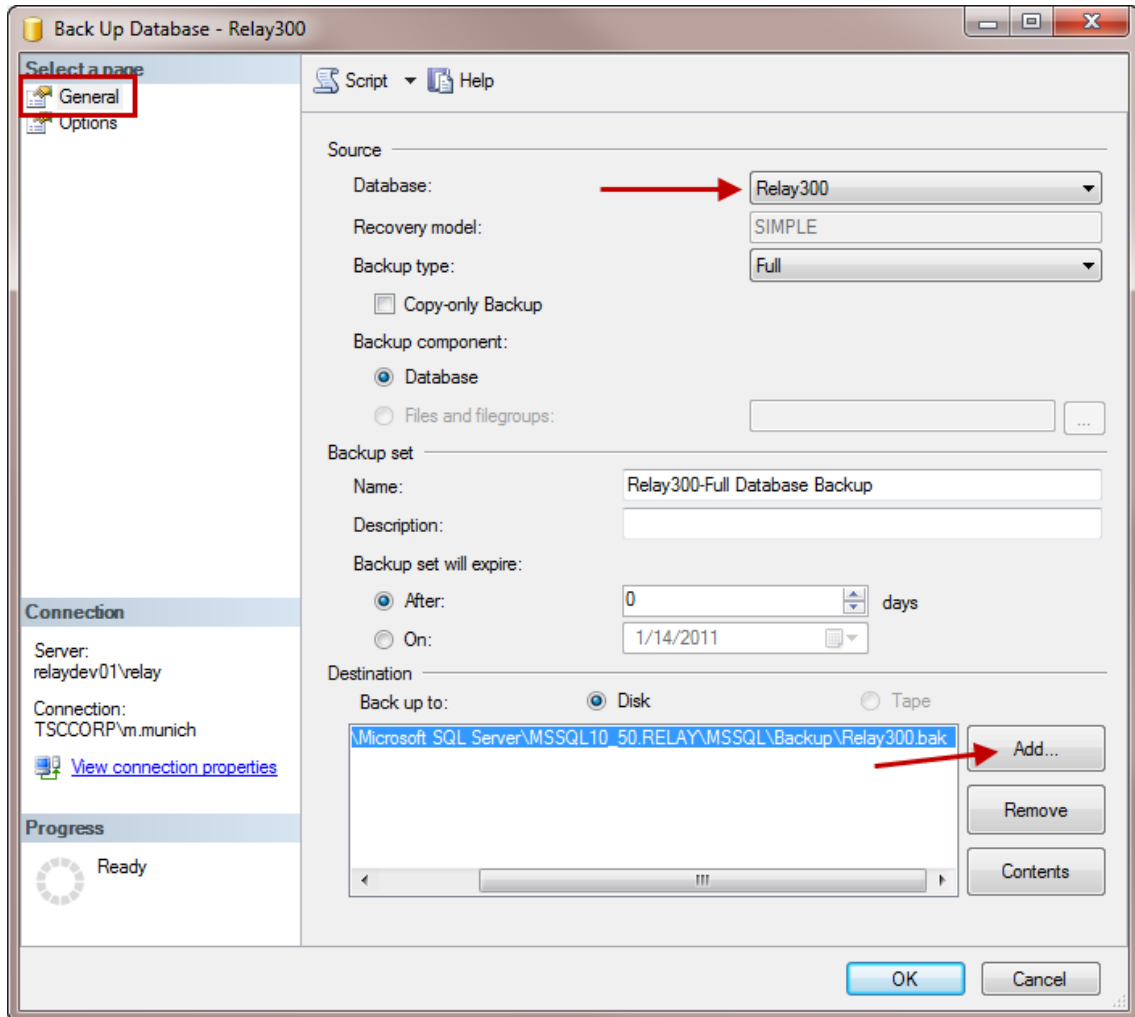 Back Up Database - Relay300
Select a page
General
Options
Script
Help
Source
Database:
Relay300
Recovery model:
SIMPLE
Backup type:
Full
Copy-only Backup
Backup component:
Database
Files and filegroups:
...
Backup set
Name:
Relay300-Full Database Backup
Description:
Backup set will expire:
After:
0
days
On:
1/14/2011
Destination
Back up to:
Disk
Tape
\Microsoft SQL Server\MSSQL10_50.RELAY\MSSQL\Backup\Relay300.bak
Add...
Remove
Contents
Connection
Server:
relaydev01\relay
Connection:
TSCCORP\m.munich
View connection properties
Progress
Ready
OK
Cancel